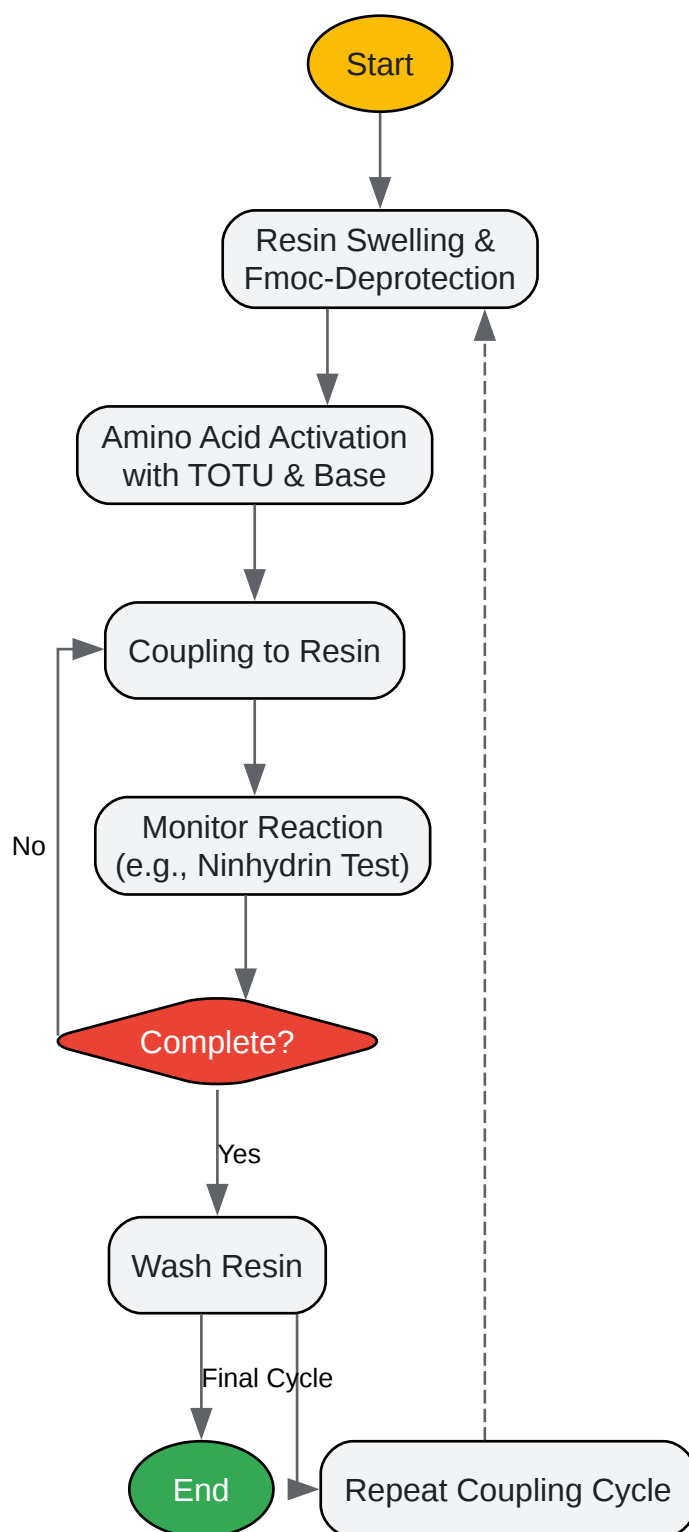 Start
Resin Swelling &
Fmoc-Deprotection
Amino Acid Activation
with TOTU & Base
Coupling to Resin
Monitor Reaction
(e.g., Ninhydrin Test)
No
Complete?
Yes
Wash Resin
Final Cycle
End
Repeat Coupling Cycle